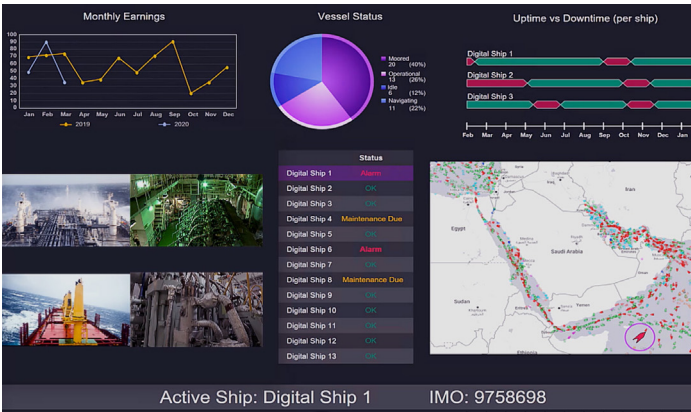 Monthly Earnings
Vessel Status
Uptime vs Downtime (per ship)
100
90
80
70
60
50
40
30
20
10
0
Jan Feb Mar Apr May Jun Jul Aug Sep Oct Nov Dec
2019 2020
Moored
20 (40%)
Operational
13 (26%)
Idle
6 (12%)
Navigating
11 (22%)
Digital Ship 1
Digital Ship 2
Digital Ship 3
Feb Mar Apr May Jun Jul Aug Sep Oct Nov Dec Jan
Status
Digital Ship 1 Alarm
Digital Ship 2 OK
Digital Ship 3 OK
Digital Ship 4 Maintenance Due
Digital Ship 5 OK
Digital Ship 6 Alarm
Digital Ship 7 OK
Digital Ship 8 Maintenance Due
Digital Ship 9 OK
Digital Ship 10 OK
Digital Ship 11 OK
Digital Ship 12 OK
Digital Ship 13 OK
Iraq
Iran
Egypt
Saudi Arabia
Sudan
Yemen
Ethiopia
Active Ship: Digital Ship 1 IMO: 9758698